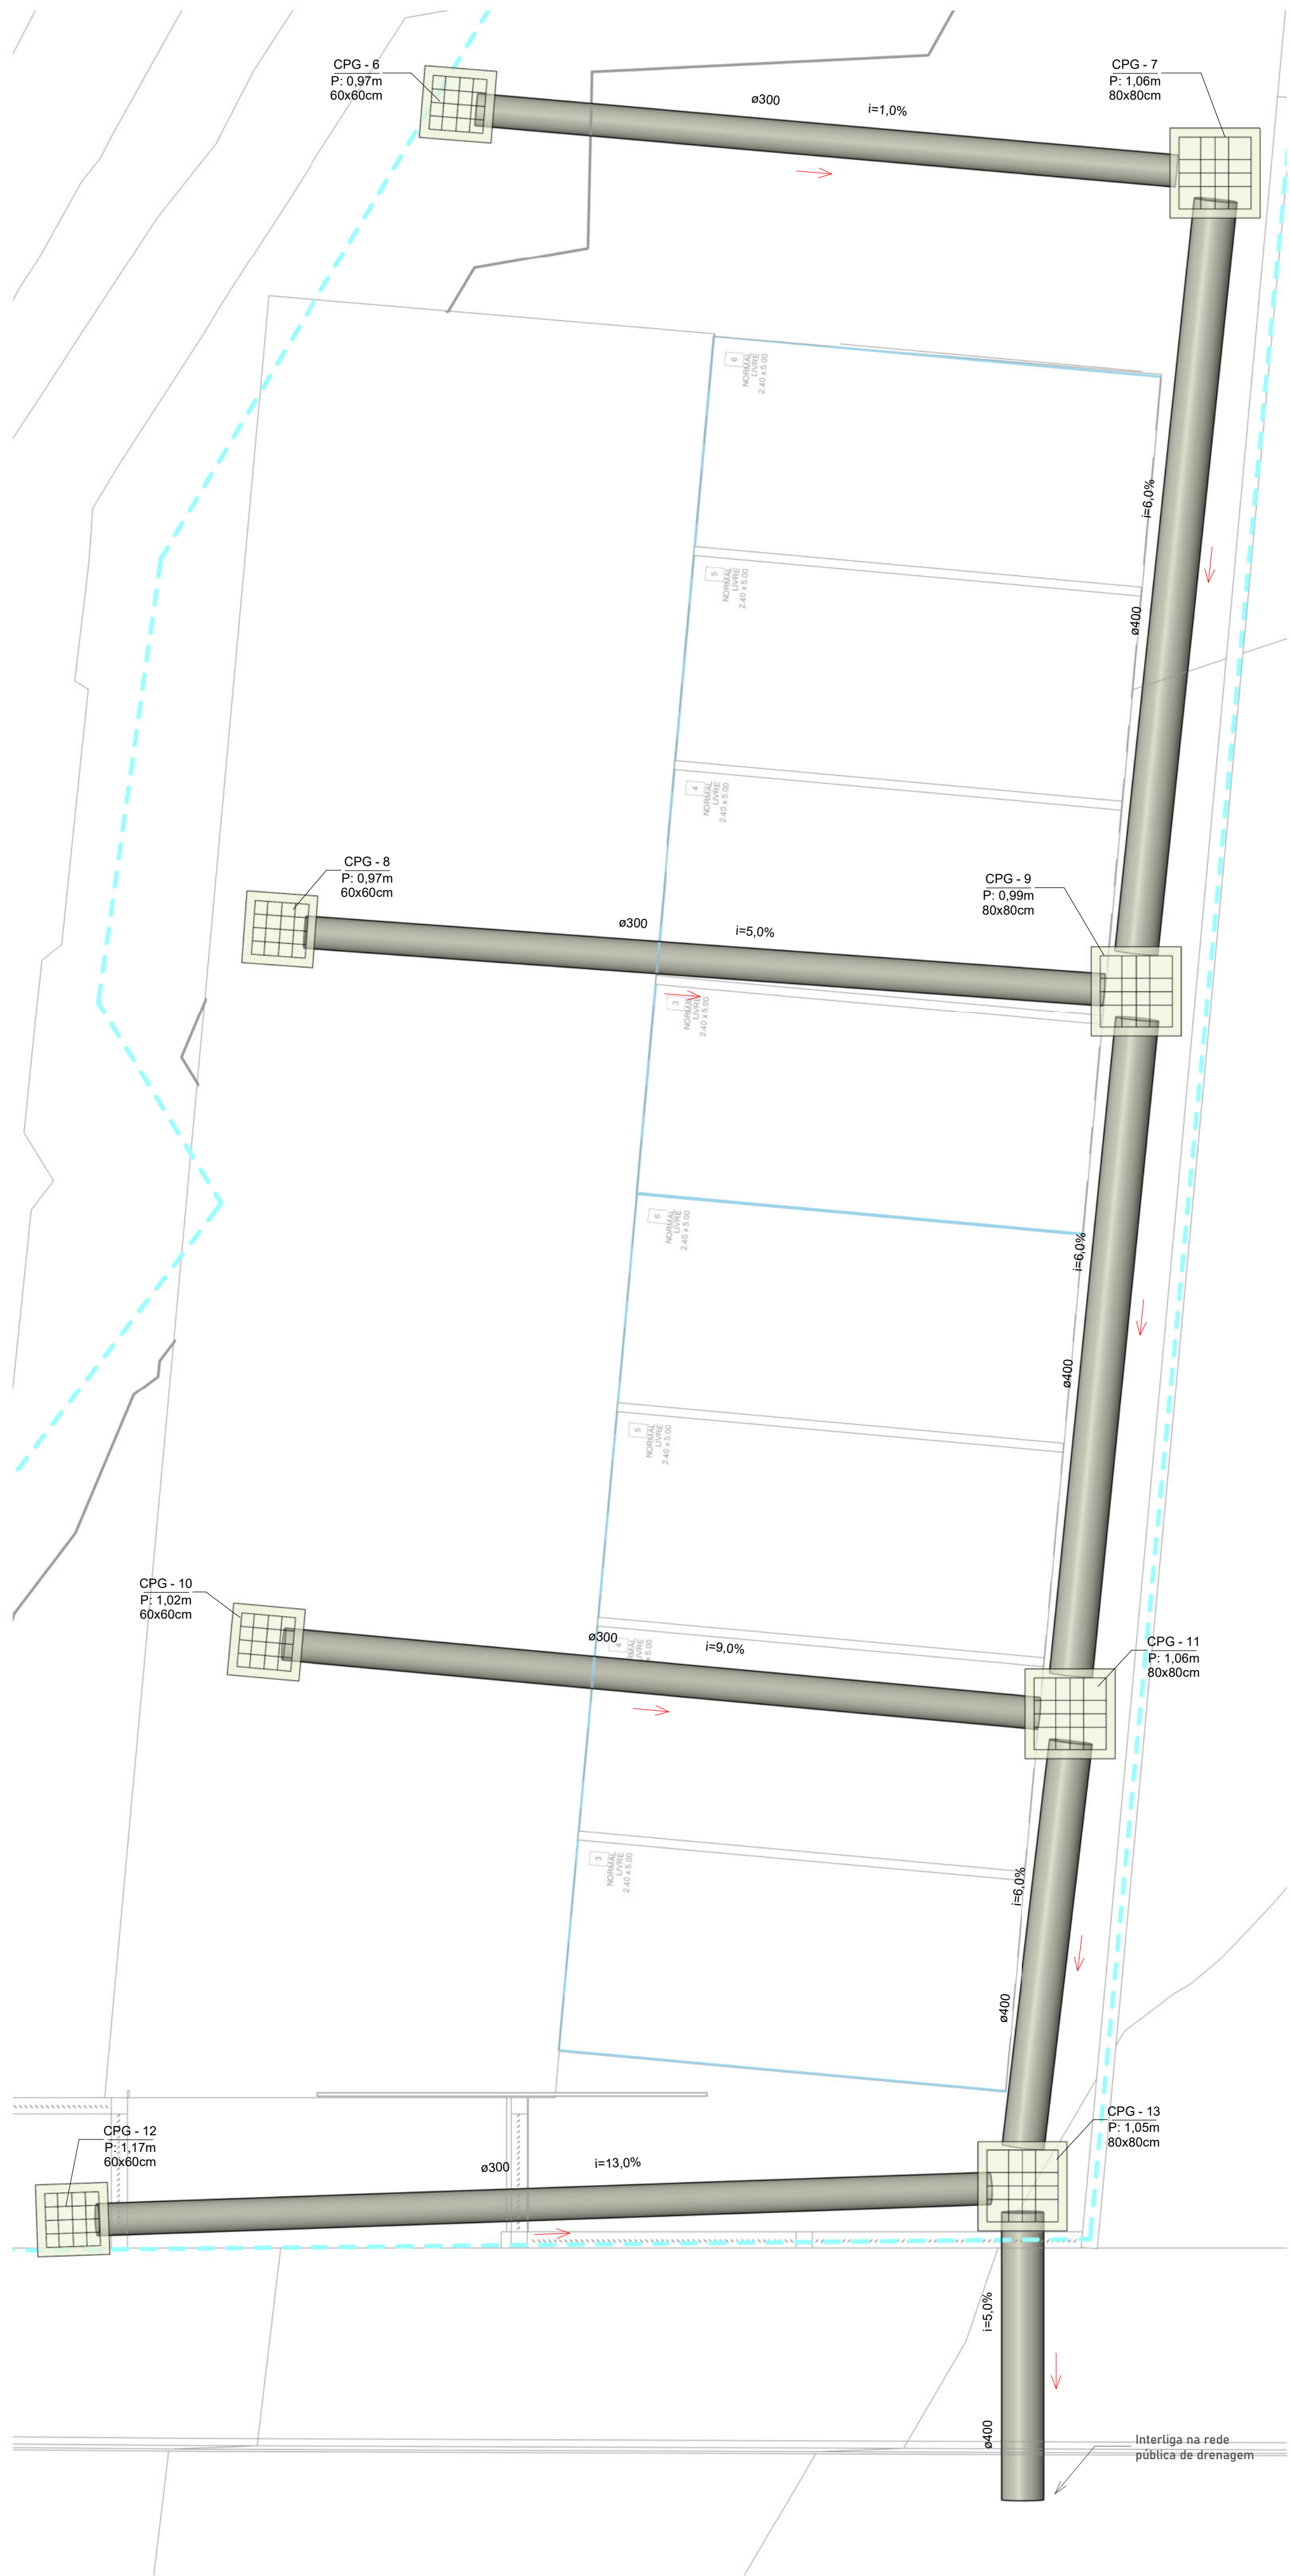 CPG - 6
P: 0,97m
60x60cm
CPG - 7
P: 1,06m
80x80cm
ø300
i=1,0%
6
NORMAL
LIVRE
2.40 x 5.00
i=6,0%
ø400
5
NORMAL
LIVRE
2.40 x 5.00
4
NORMAL
LIVRE
2.40 x 5.00
CPG - 8
P: 0,97m
60x60cm
CPG - 9
P: 0,99m
80x80cm
ø300
i=5,0%
3
NORMAL
LIVRE
2.40 x 5.00
6
NORMAL
LIVRE
2.40 x 5.00
i=6,0%
ø400
5
NORMAL
LIVRE
2.40 x 5.00
CPG - 10
P: 1,02m
60x60cm
ø300
i=9,0%
4
RMAL
IVRE
x 5.00
CPG - 11
P: 1,06m
80x80cm
3
NORMAL
LIVRE
2.40 x 5.00
i=6,0%
ø400
CPG - 12
P: 1,17m
60x60cm
CPG - 13
P: 1,05m
80x80cm
ø300
i=13,0%
i=5,0%
ø400
Interliga na rede
pública de drenagem